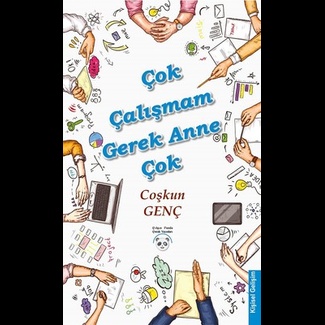 Çok
Çalışmam
Gerek Anne
Çok
Coşkun
GENÇ
Kişisel Gelişim